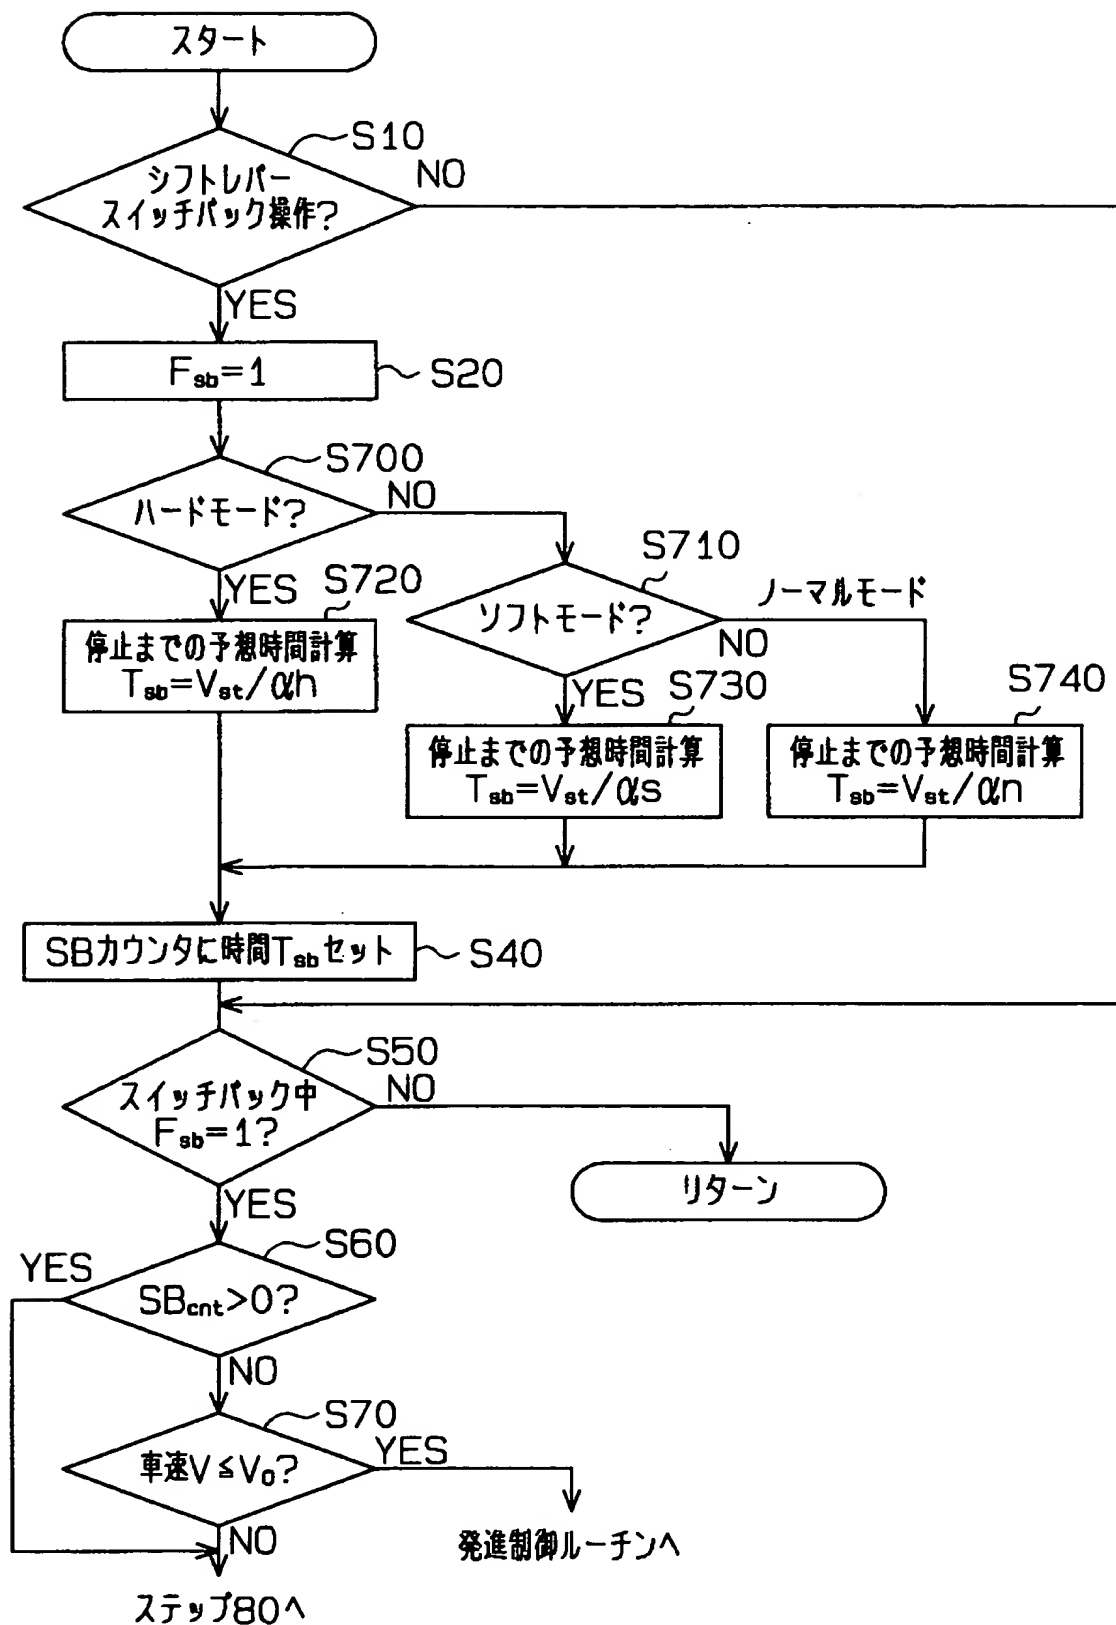 スタート
S10
シフトレバー
スイッチバック操作?
NO
YES
Fsb=1
S20
S700
ハードモード?
NO
YES
S710
ソフトモード?
ノーマルモード
NO
YES
S720
停止までの予想時間計算
Tsb=Vst/αh
S730
停止までの予想時間計算
Tsb=Vst/αs
S740
停止までの予想時間計算
Tsb=Vst/αn
SBカウンタに時間Tsbセット
S40
S50
スイッチバック中
Fsb=1?
NO
リターン
YES
S60
YES
SBcnt>0?
NO
S70
車速V≦V0?
YES
NO
発進制御ルーチンへ
ステップ80へ